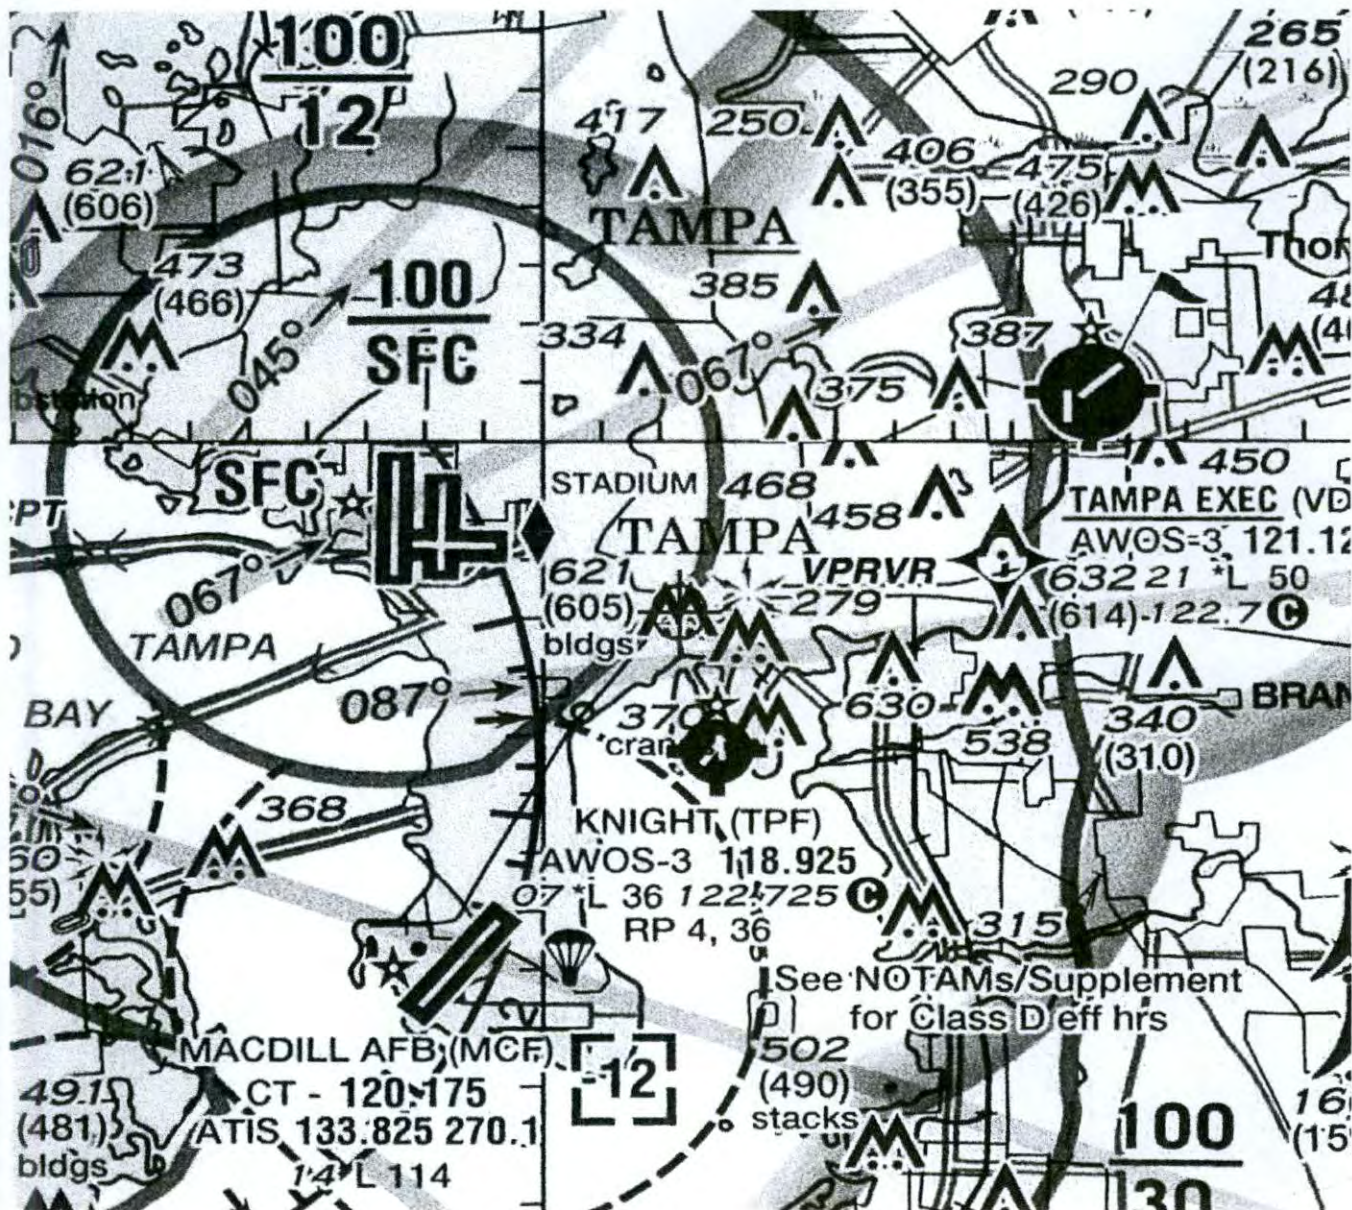 100
12
016°
265
(216)
290
417
250
406
(355)
475
(426)
621
(606)
TAMPA
473
(466)
100
SFC
385
045°
334
067°
387
375
SFC
STADIUM
468
450
TAMPA EXEC
458
TAMPA
AWOS-3
VPRVR
067°
621
(605)
bldgs
279
632
21 *L 50
(614)
122.7 C
TAMPA
BAY
087°
370
630
538
340
(310)
368
KNIGHT (TPF)
AWOS-3 118.925
07 *L 36 122.725 C
RP 4, 36
315
See NOTAMs/Supplement
for Class D eff hrs
MACDILL AFB (MCF)
CT - 120.175
ATIS 133.825 270.1
14 *L 114
-12
502
(490)
stacks
491
(481)
bldgs
100
30